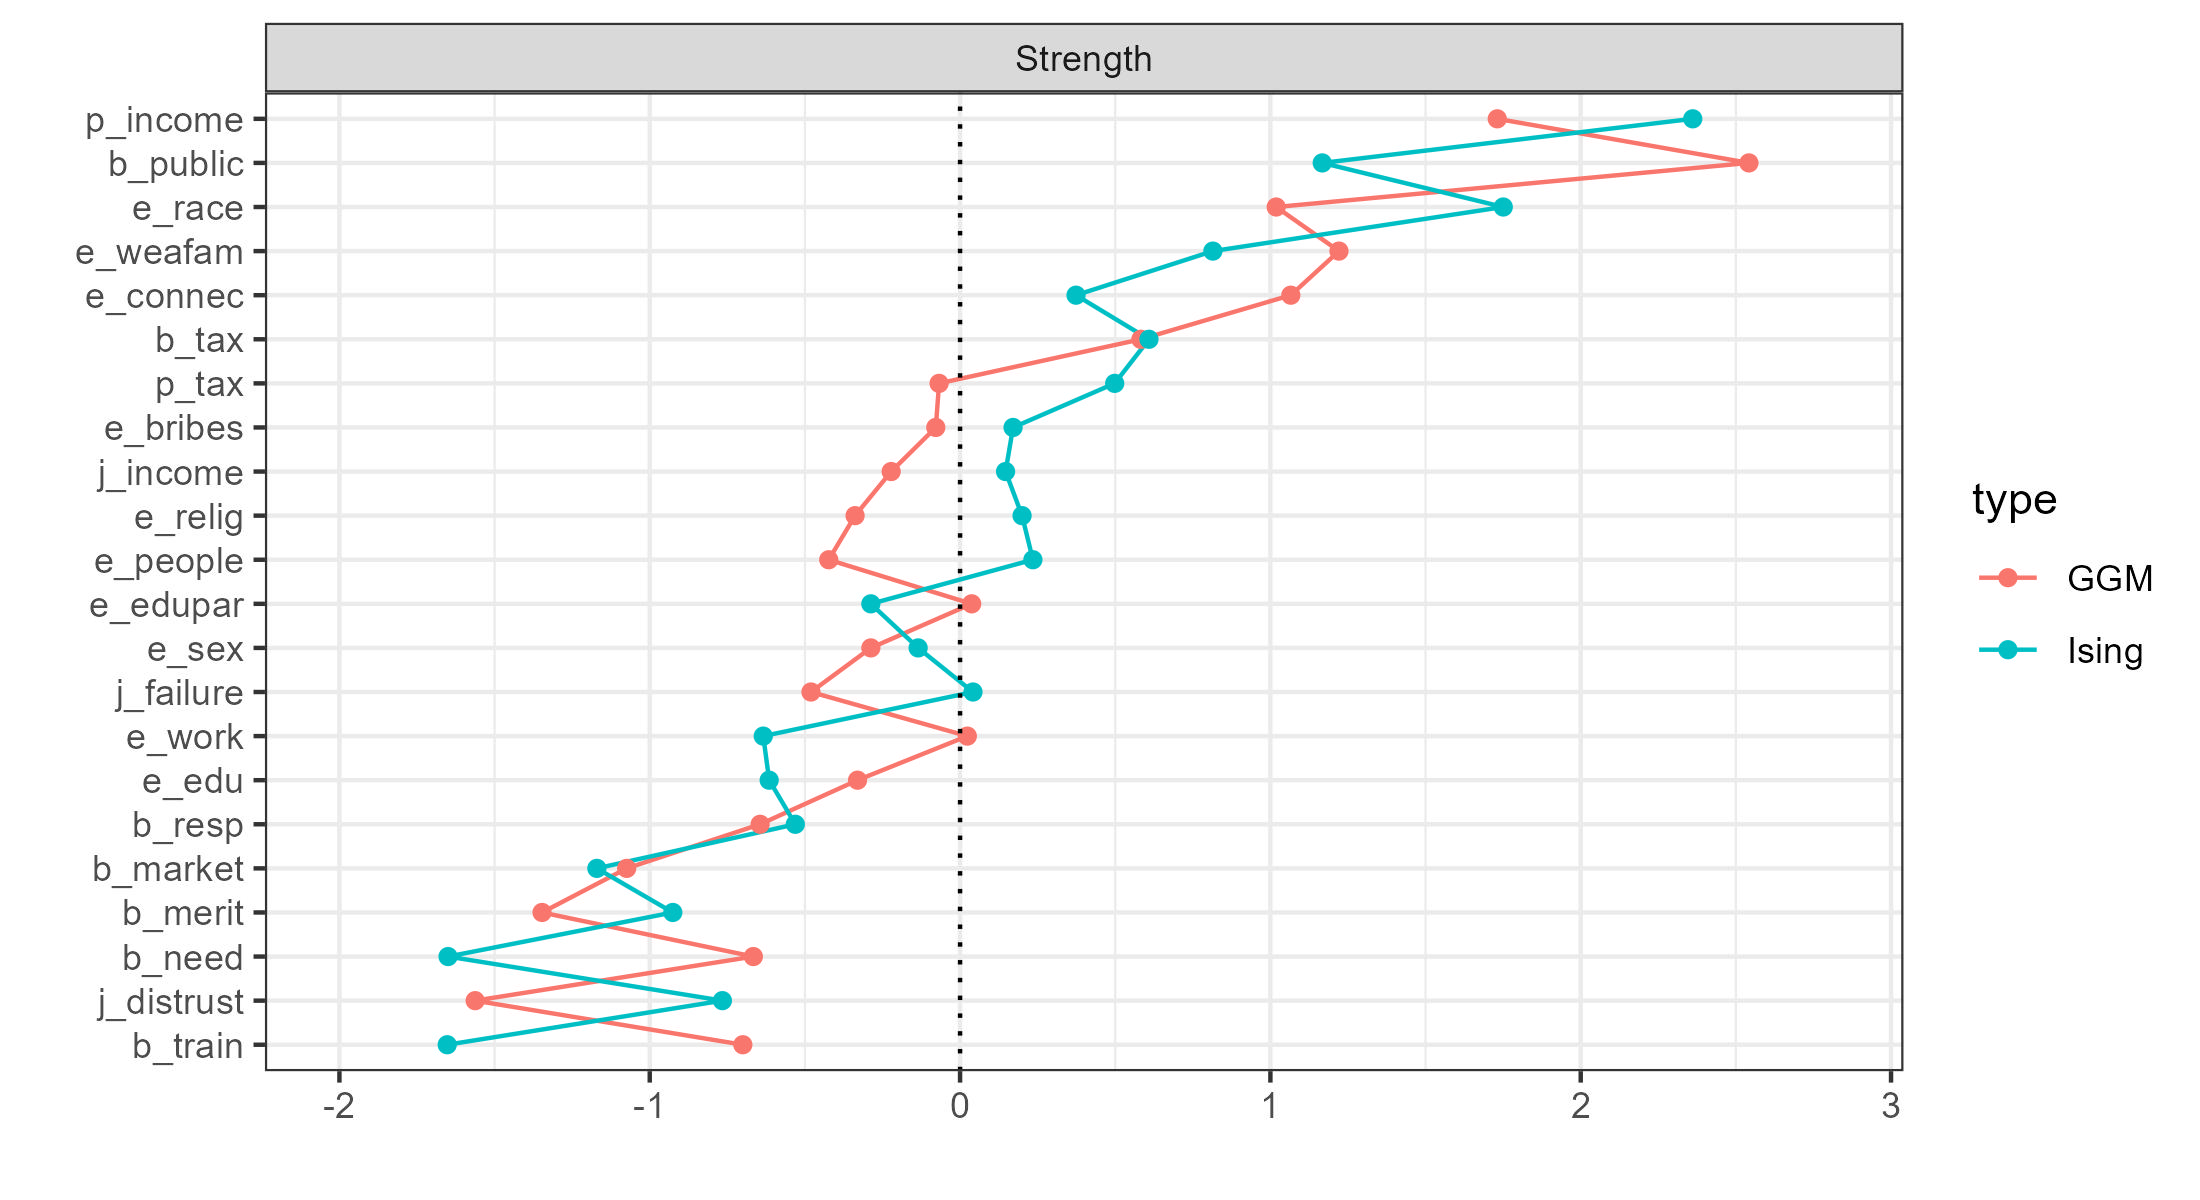 Strength
p_income
b_public
e_race
e_weafam
e_connec
b_tax
p_tax
e_bribes
j_income
e_relig
e_people
e_edupar
e_sex
j_failure
e_work
e_edu
b_resp
b_market
b_merit
b_need
j_distrust
b_train
-2 -1 0 1 2 3
type
GGM
Ising